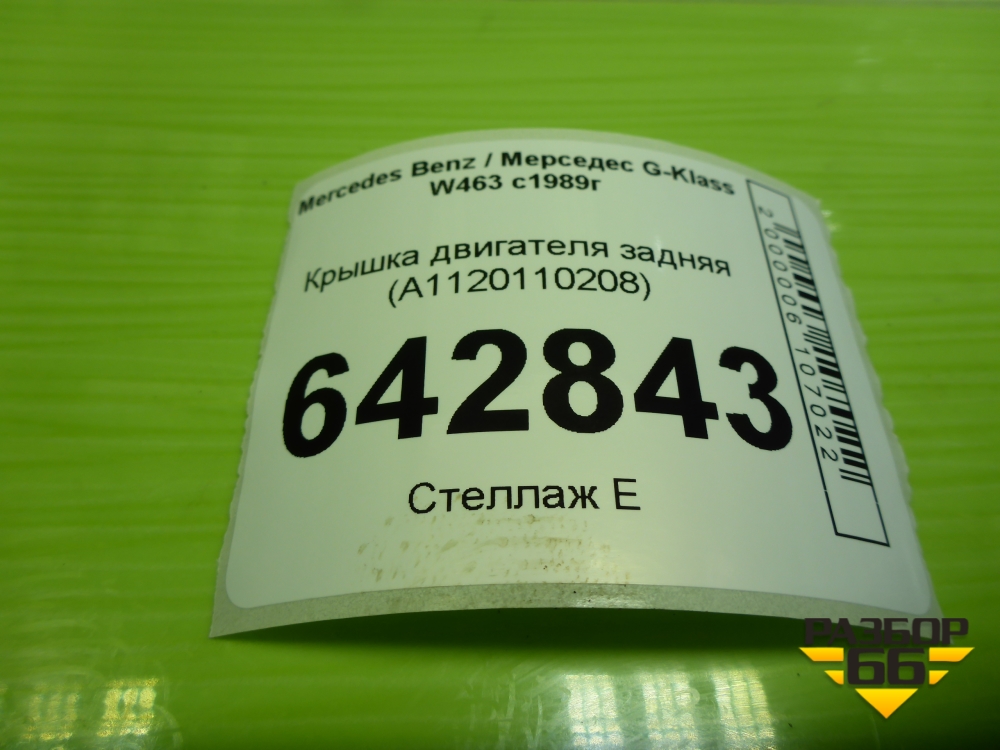 Mercedes Benz / Мерседес G-Klass
W463 с1989г
Крышка двигателя задняя
(A1120110208)
642843
Стеллаж Е
2000006107022
РАЗБОР
66